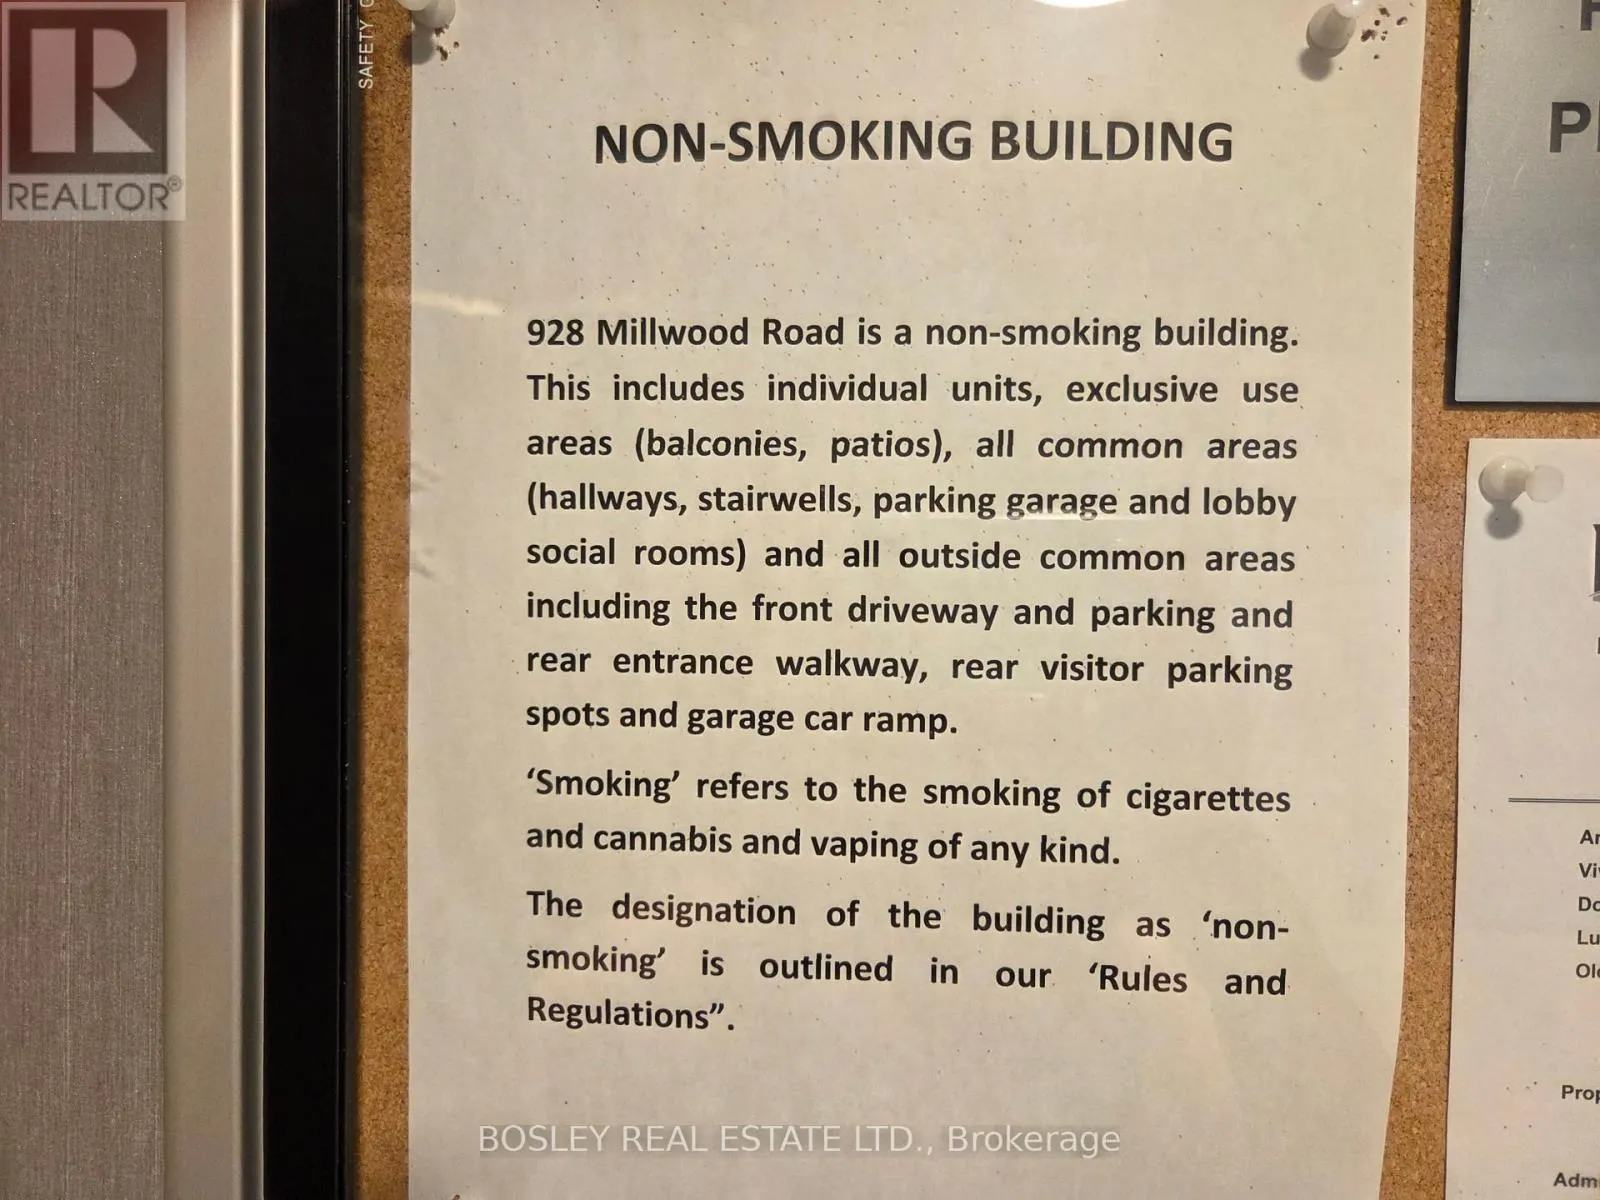 REALTOR®
SAFETY
NON-SMOKING BUILDING
928 Millwood Road is a non-smoking building.
This includes individual units, exclusive use
areas (balconies, patios), all common areas
(hallways, stairwells, parking garage and lobby
social rooms) and all outside common areas
including the front driveway and parking and
rear entrance walkway, rear visitor parking
spots and garage car ramp.
‘Smoking’ refers to the smoking of cigarettes
and cannabis and vaping of any kind.
The designation of the building as ‘non-
smoking’ is outlined in our ‘Rules and
Regulations”.
BOSLEY REAL ESTATE LTD., Brokerage